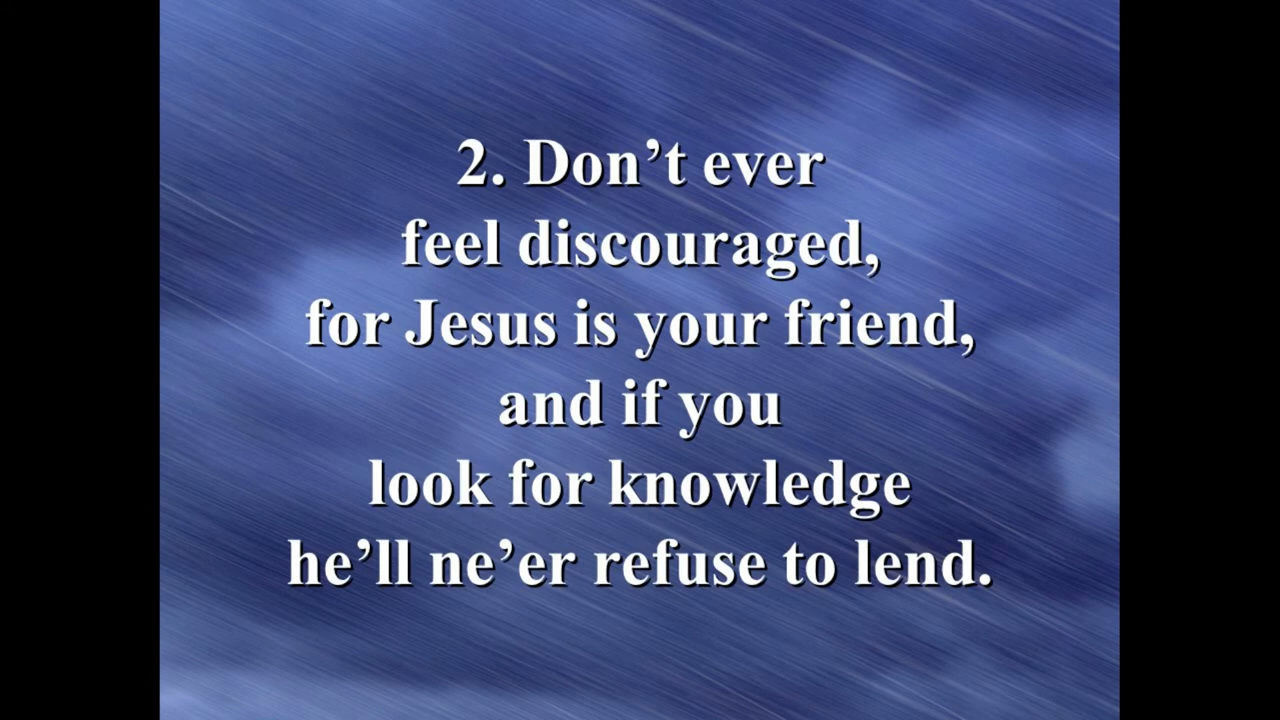 2. Don’t ever
feel discouraged,
for Jesus is your friend,
and if you
look for knowledge
he’ll ne’er refuse to lend.